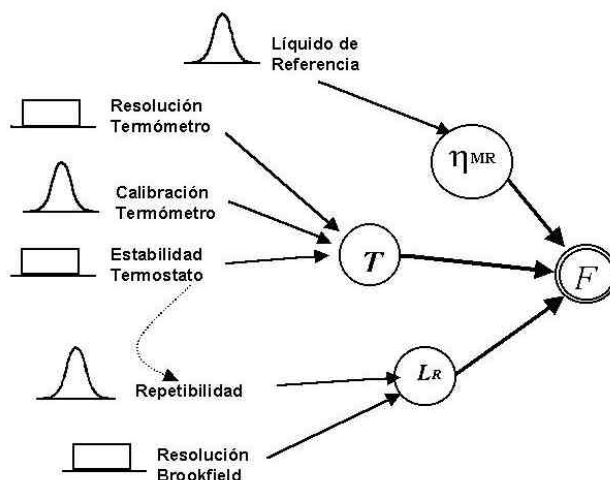 Líquido de
Referencia
Resolución
Termómetro
ηMR
Calibración
Termómetro
Estabilidad
Termostato
T
F
Repetibilidad
LR
Resolución
Brookfield